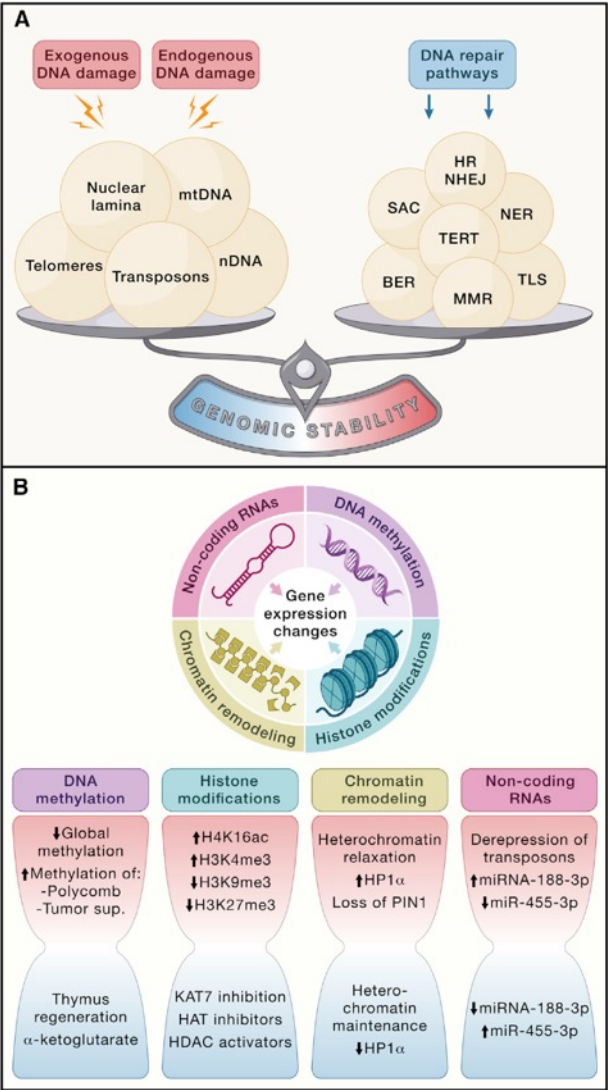 A
Exogenous
DNA damage
Endogenous
DNA damage
DNA repair
pathways
Nuclear
lamina
mtDNA
Telomeres
Transposons
nDNA
HR
NHEJ
SAC
NER
TERT
BER
TLS
MMR
GENOMIC STABILITY
B
Non-coding RNAs
DNA methylation
Gene
expression
changes
Chromatin remodeling
Histone modifications
DNA
methylation
⬇Global
methylation
⬆Methylation of:
-Polycomb
-Tumor sup.
Thymus
regeneration
α-ketoglutarate
Histone
modifications
⬆H4K16ac
⬆H3K4me3
⬇H3K9me3
⬇H3K27me3
KAT7 inhibition
HAT inhibitors
HDAC activators
Chromatin
remodeling
Heterochromatin
relaxation
⬆HP1α
Loss of PIN1
Hetero-
chromatin
maintenance
⬇HP1α
Non-coding
RNAs
Derepression of
transposons
⬆miRNA-188-3p
⬇miR-455-3p
⬇miRNA-188-3p
⬆miR-455-3p